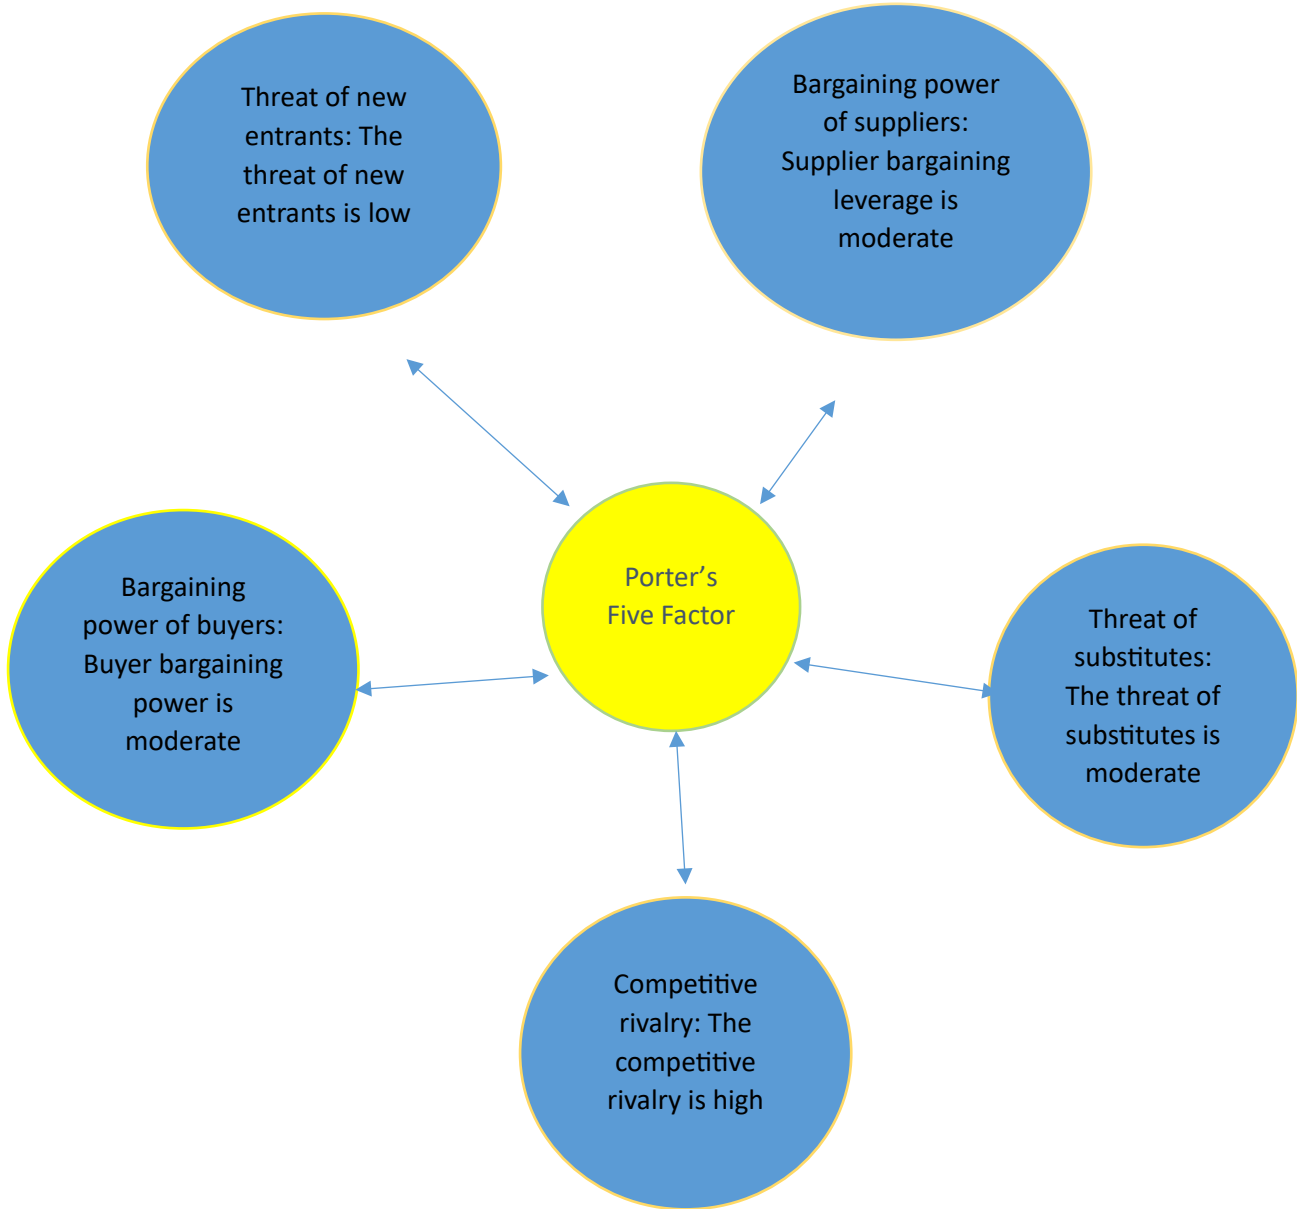 Threat of new
entrants: The
threat of new
entrants is low
Bargaining power
of suppliers:
Supplier bargaining
leverage is
moderate
Porter’s
Five Factor
Bargaining
power of buyers:
Buyer bargaining
power is
moderate
Threat of
substitutes:
The threat of
substitutes is
moderate
Competitive
rivalry: The
competitive
rivalry is high